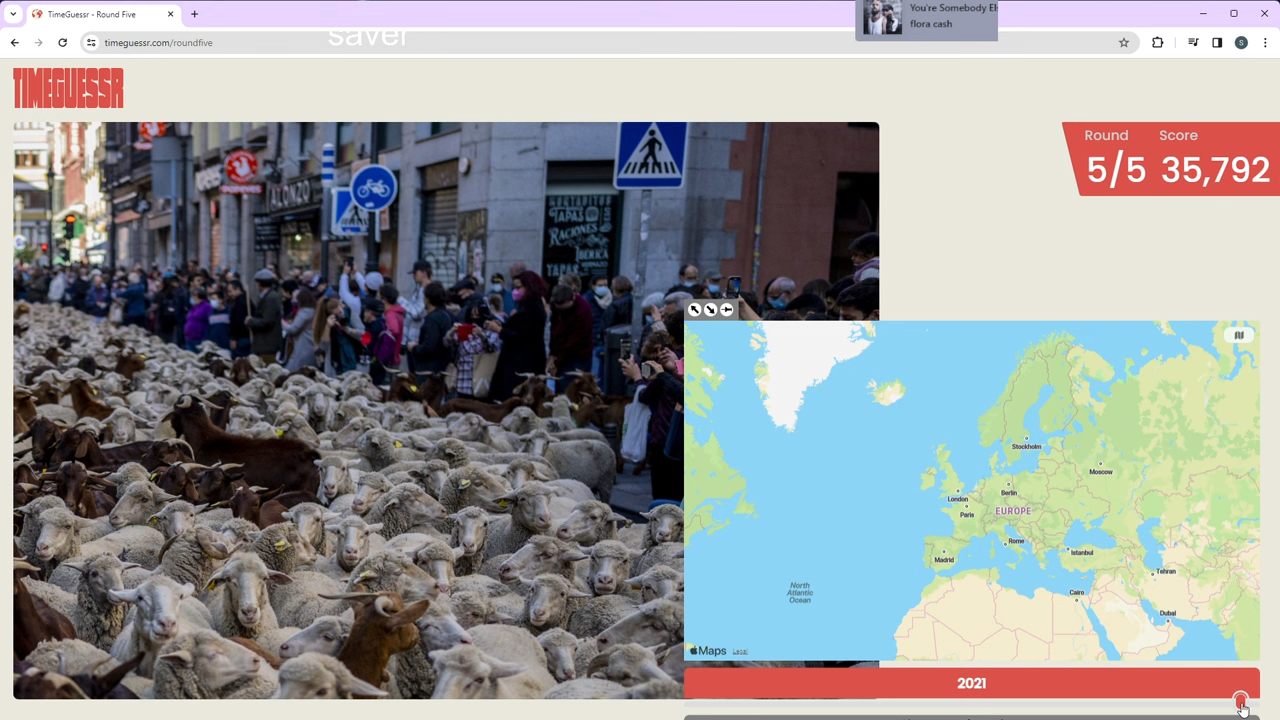 TimeGuessr - Round Five
You're Somebody El
flora cash
timeguessr.com/roundfive
saver
S
TIMEGUESSR
Round Score
5/5 35,792
ALONZO
TAPAS
RACIONES
IBERICA
TAPAS
Stockholm
Moscow
Berlin
London
Paris
EUROPE
Rome
Istanbul
Madrid
Tehran
North
Atlantic
Ocean
Cairo
Dubai
Maps Legal
2021